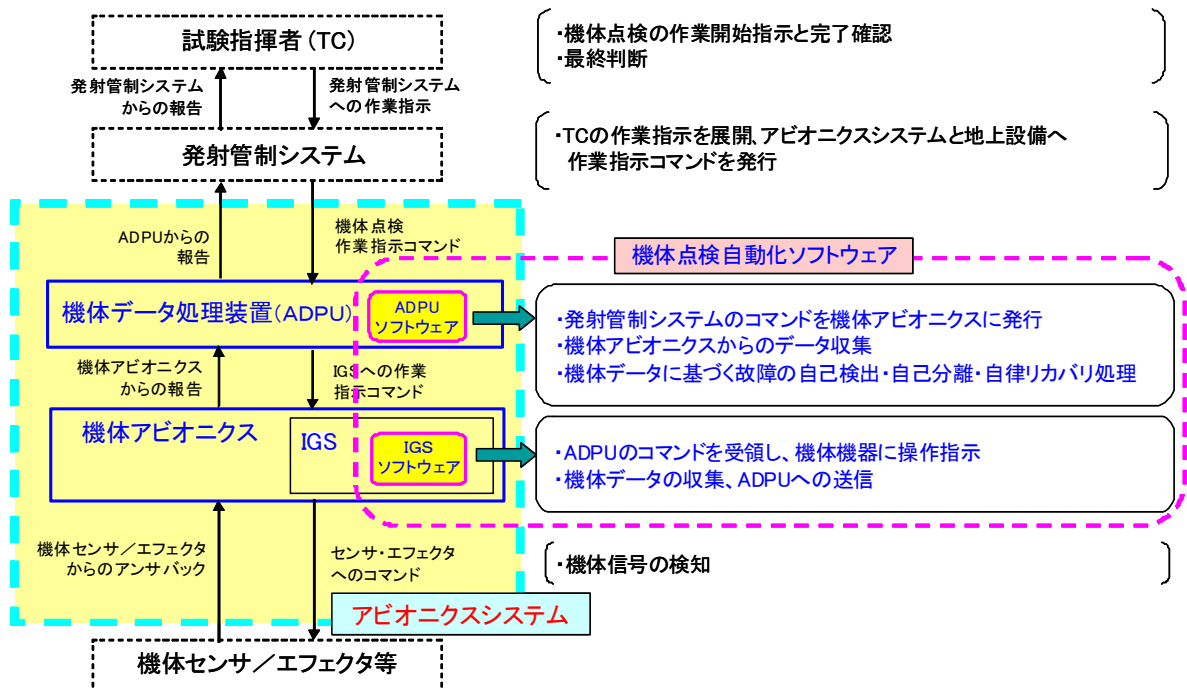 試験指揮者(TC)
・機体点検の作業開始指示と完了確認
・最終判断
発射管制システム
からの報告
発射管制システム
への作業指示
発射管制システム
・TCの作業指示を展開、アビオニクスシステムと地上設備へ
作業指示コマンドを発行
ADPUからの
報告
機体点検
作業指示コマンド
機体点検自動化ソフトウェア
機体データ処理装置(ADPU)
ADPU
ソフトウェア
・発射管制システムのコマンドを機体アビオニクスに発行
・機体アビオニクスからのデータ収集
・機体データに基づく故障の自己検出・自己分離・自律リカバリ処理
機体アビオニクス
からの報告
IGSへの作業
指示コマンド
機体アビオニクス
IGS
IGS
ソフトウェア
・ADPUのコマンドを受領し、機体機器に操作指示
・機体データの収集、ADPUへの送信
機体センサ／エフェクタ
からのアンサバック
センサ・エフェクタ
へのコマンド
・機体信号の検知
アビオニクスシステム
機体センサ／エフェクタ等